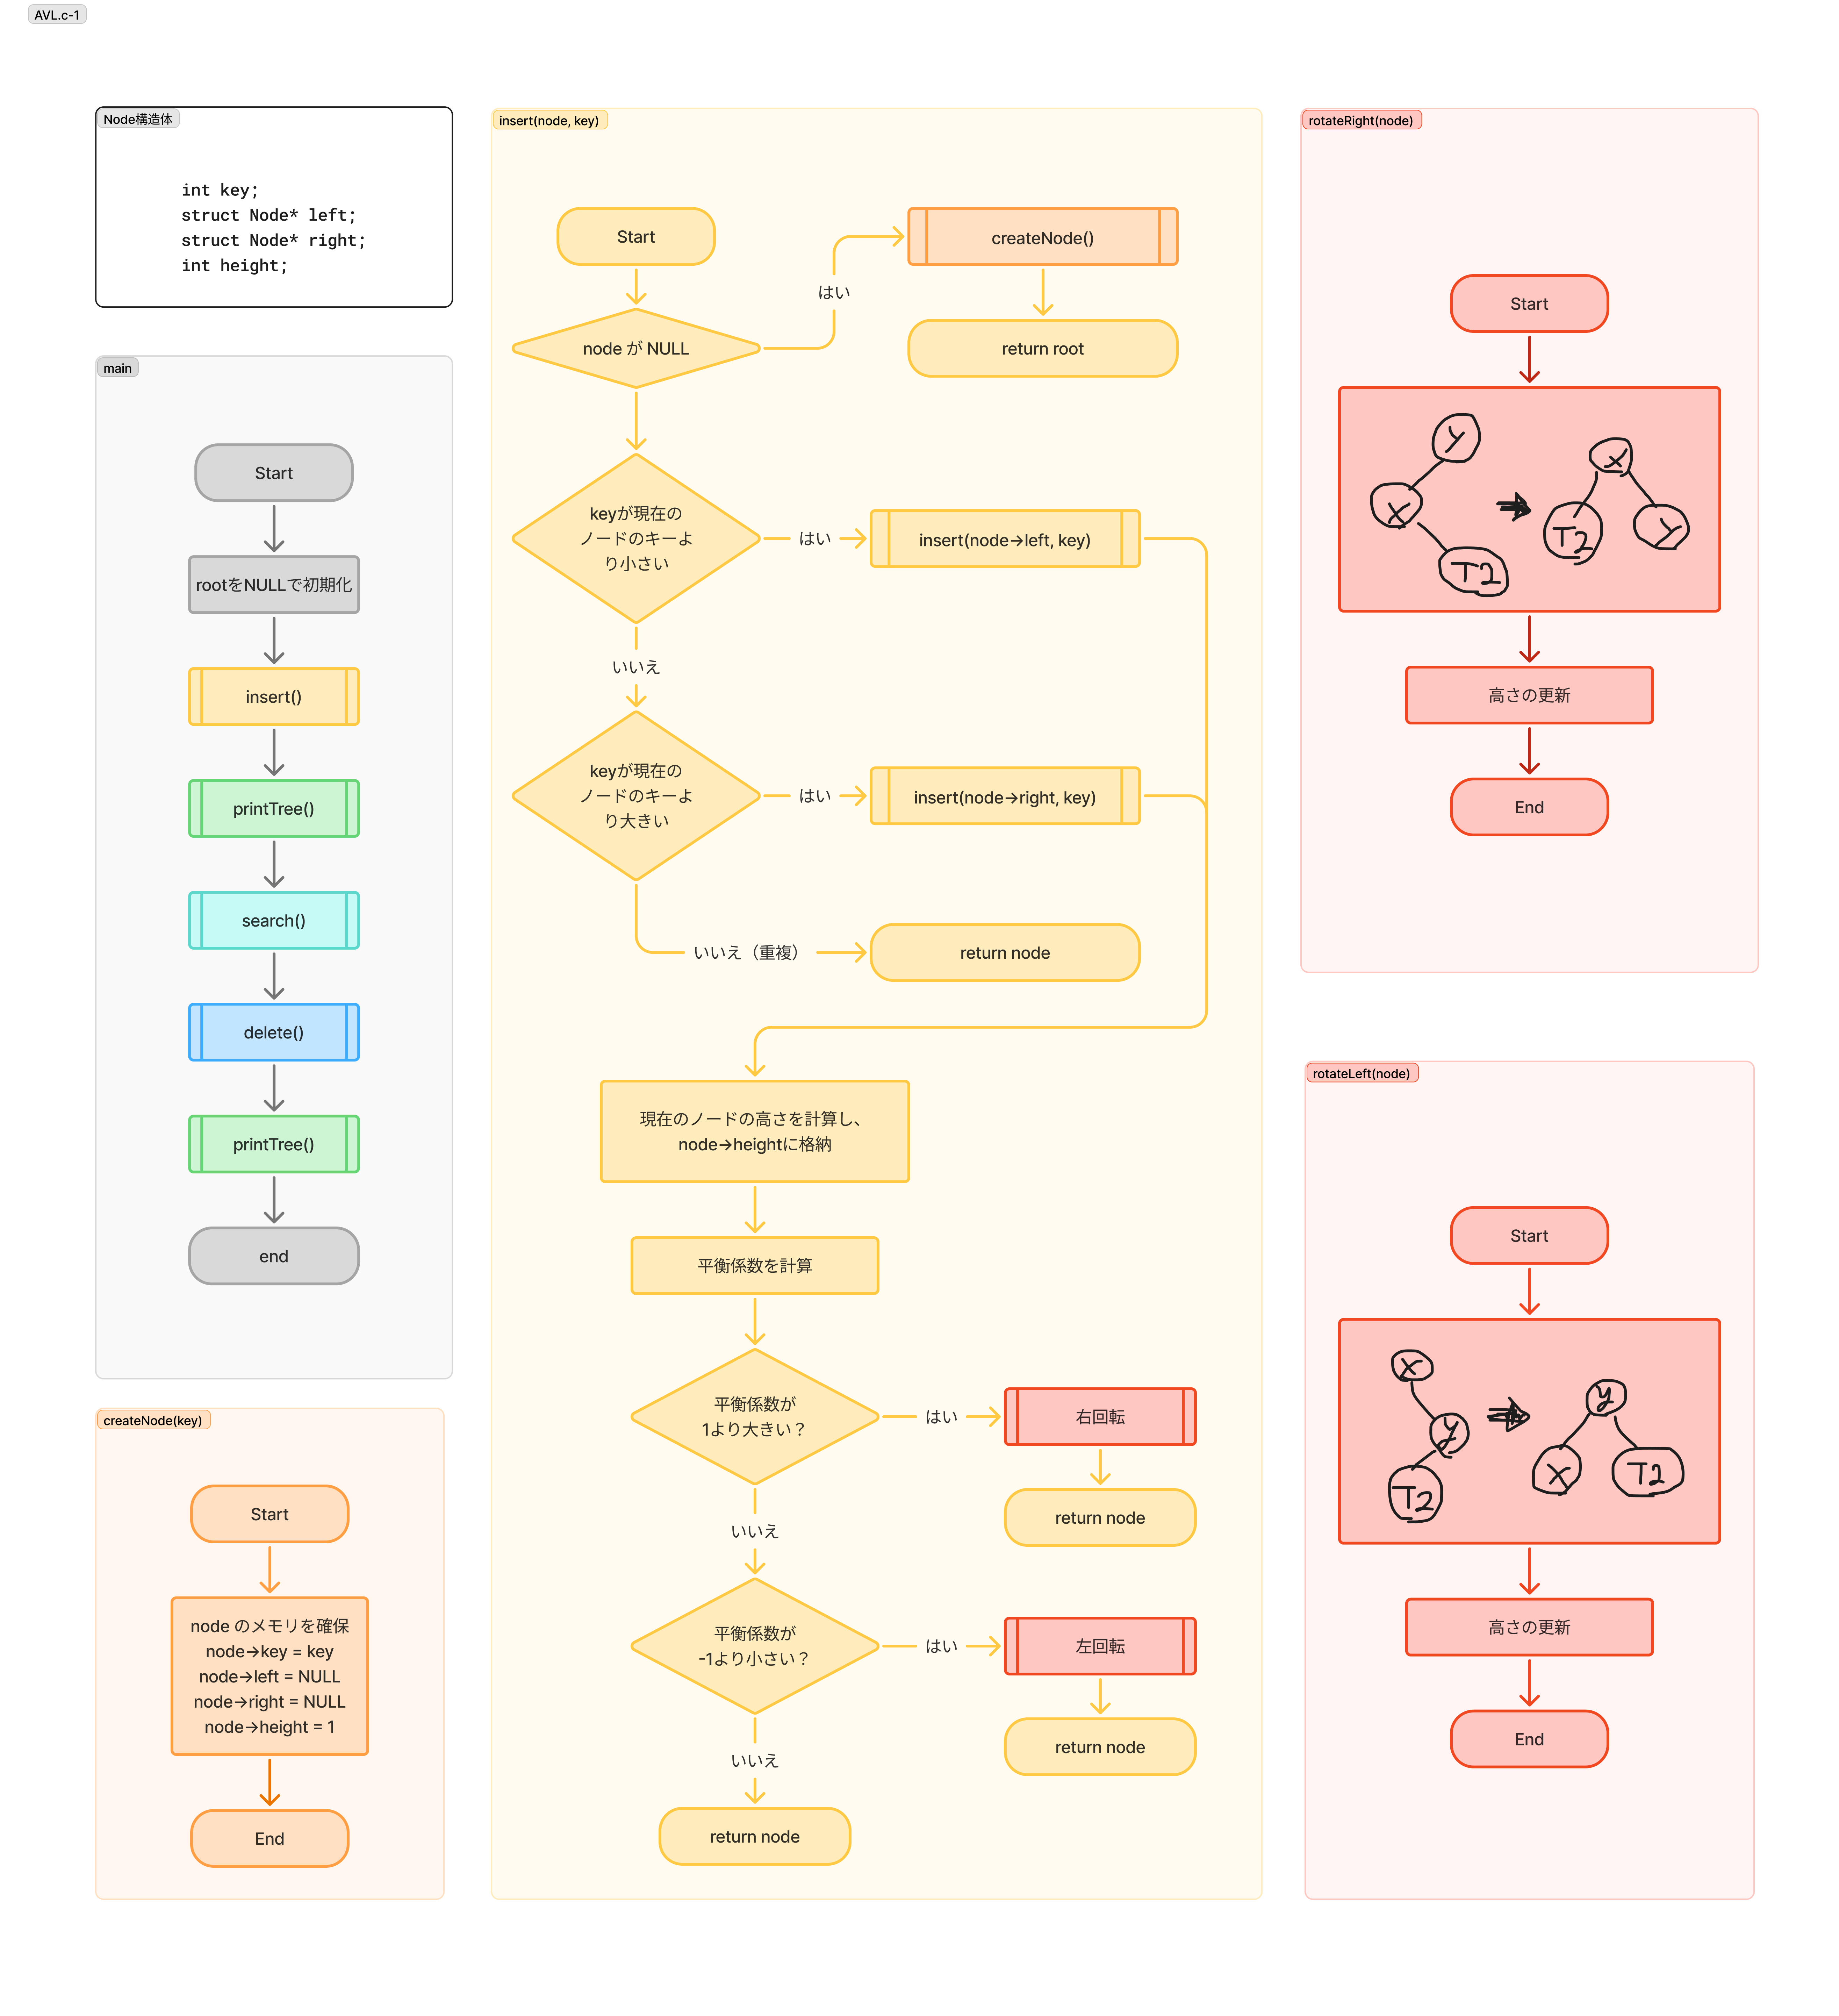 AVL.c-1
Node構造体
int key;
struct Node* left;
struct Node* right;
int height;
main
Start
rootをNULLで初期化
insert()
printTree()
search()
delete()
printTree()
end
createNode(key)
Start
node のメモリを確保
node→key = key
node→left = NULL
node→right = NULL
node→height = 1
End
insert(node, key)
Start
node が NULL
はい
createNode()
return root
keyが現在の
ノードのキーよ
り小さい
はい
insert(node→left, key)
いいえ
keyが現在の
ノードのキーよ
り大きい
はい
insert(node→right, key)
いいえ（重複）
return node
現在のノードの高さを計算し、
node→heightに格納
平衡係数を計算
平衡係数が
1より大きい？
はい
右回転
return node
いいえ
平衡係数が
-1より小さい？
はい
左回転
return node
いいえ
return node
rotateRight(node)
Start
y
x
T2
x
T2
y
高さの更新
End
rotateLeft(node)
Start
x
y
T2
y
x
T2
高さの更新
End